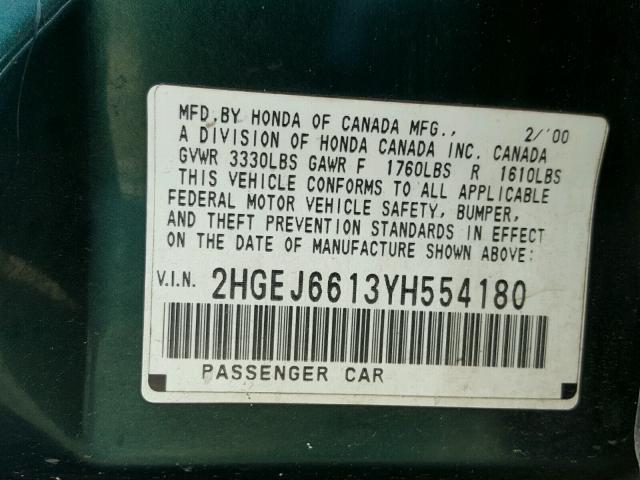 MFD.BY HONDA OF CANADA MFG., 2/'00
A DIVISION OF HONDA CANADA INC. CANADA
GVWR 3330LBS GAWR F 1760LBS R 1610LBS
THIS VEHICLE CONFORMS TO ALL APPLICABLE
FEDERAL MOTOR VEHICLE SAFETY, BUMPER,
AND THEFT PREVENTION STANDARDS IN EFFECT
ON THE DATE OF MANUFACTURE SHOWN ABOVE:
V.I.N. 2HGEJ6613YH554180
PASSENGER CAR